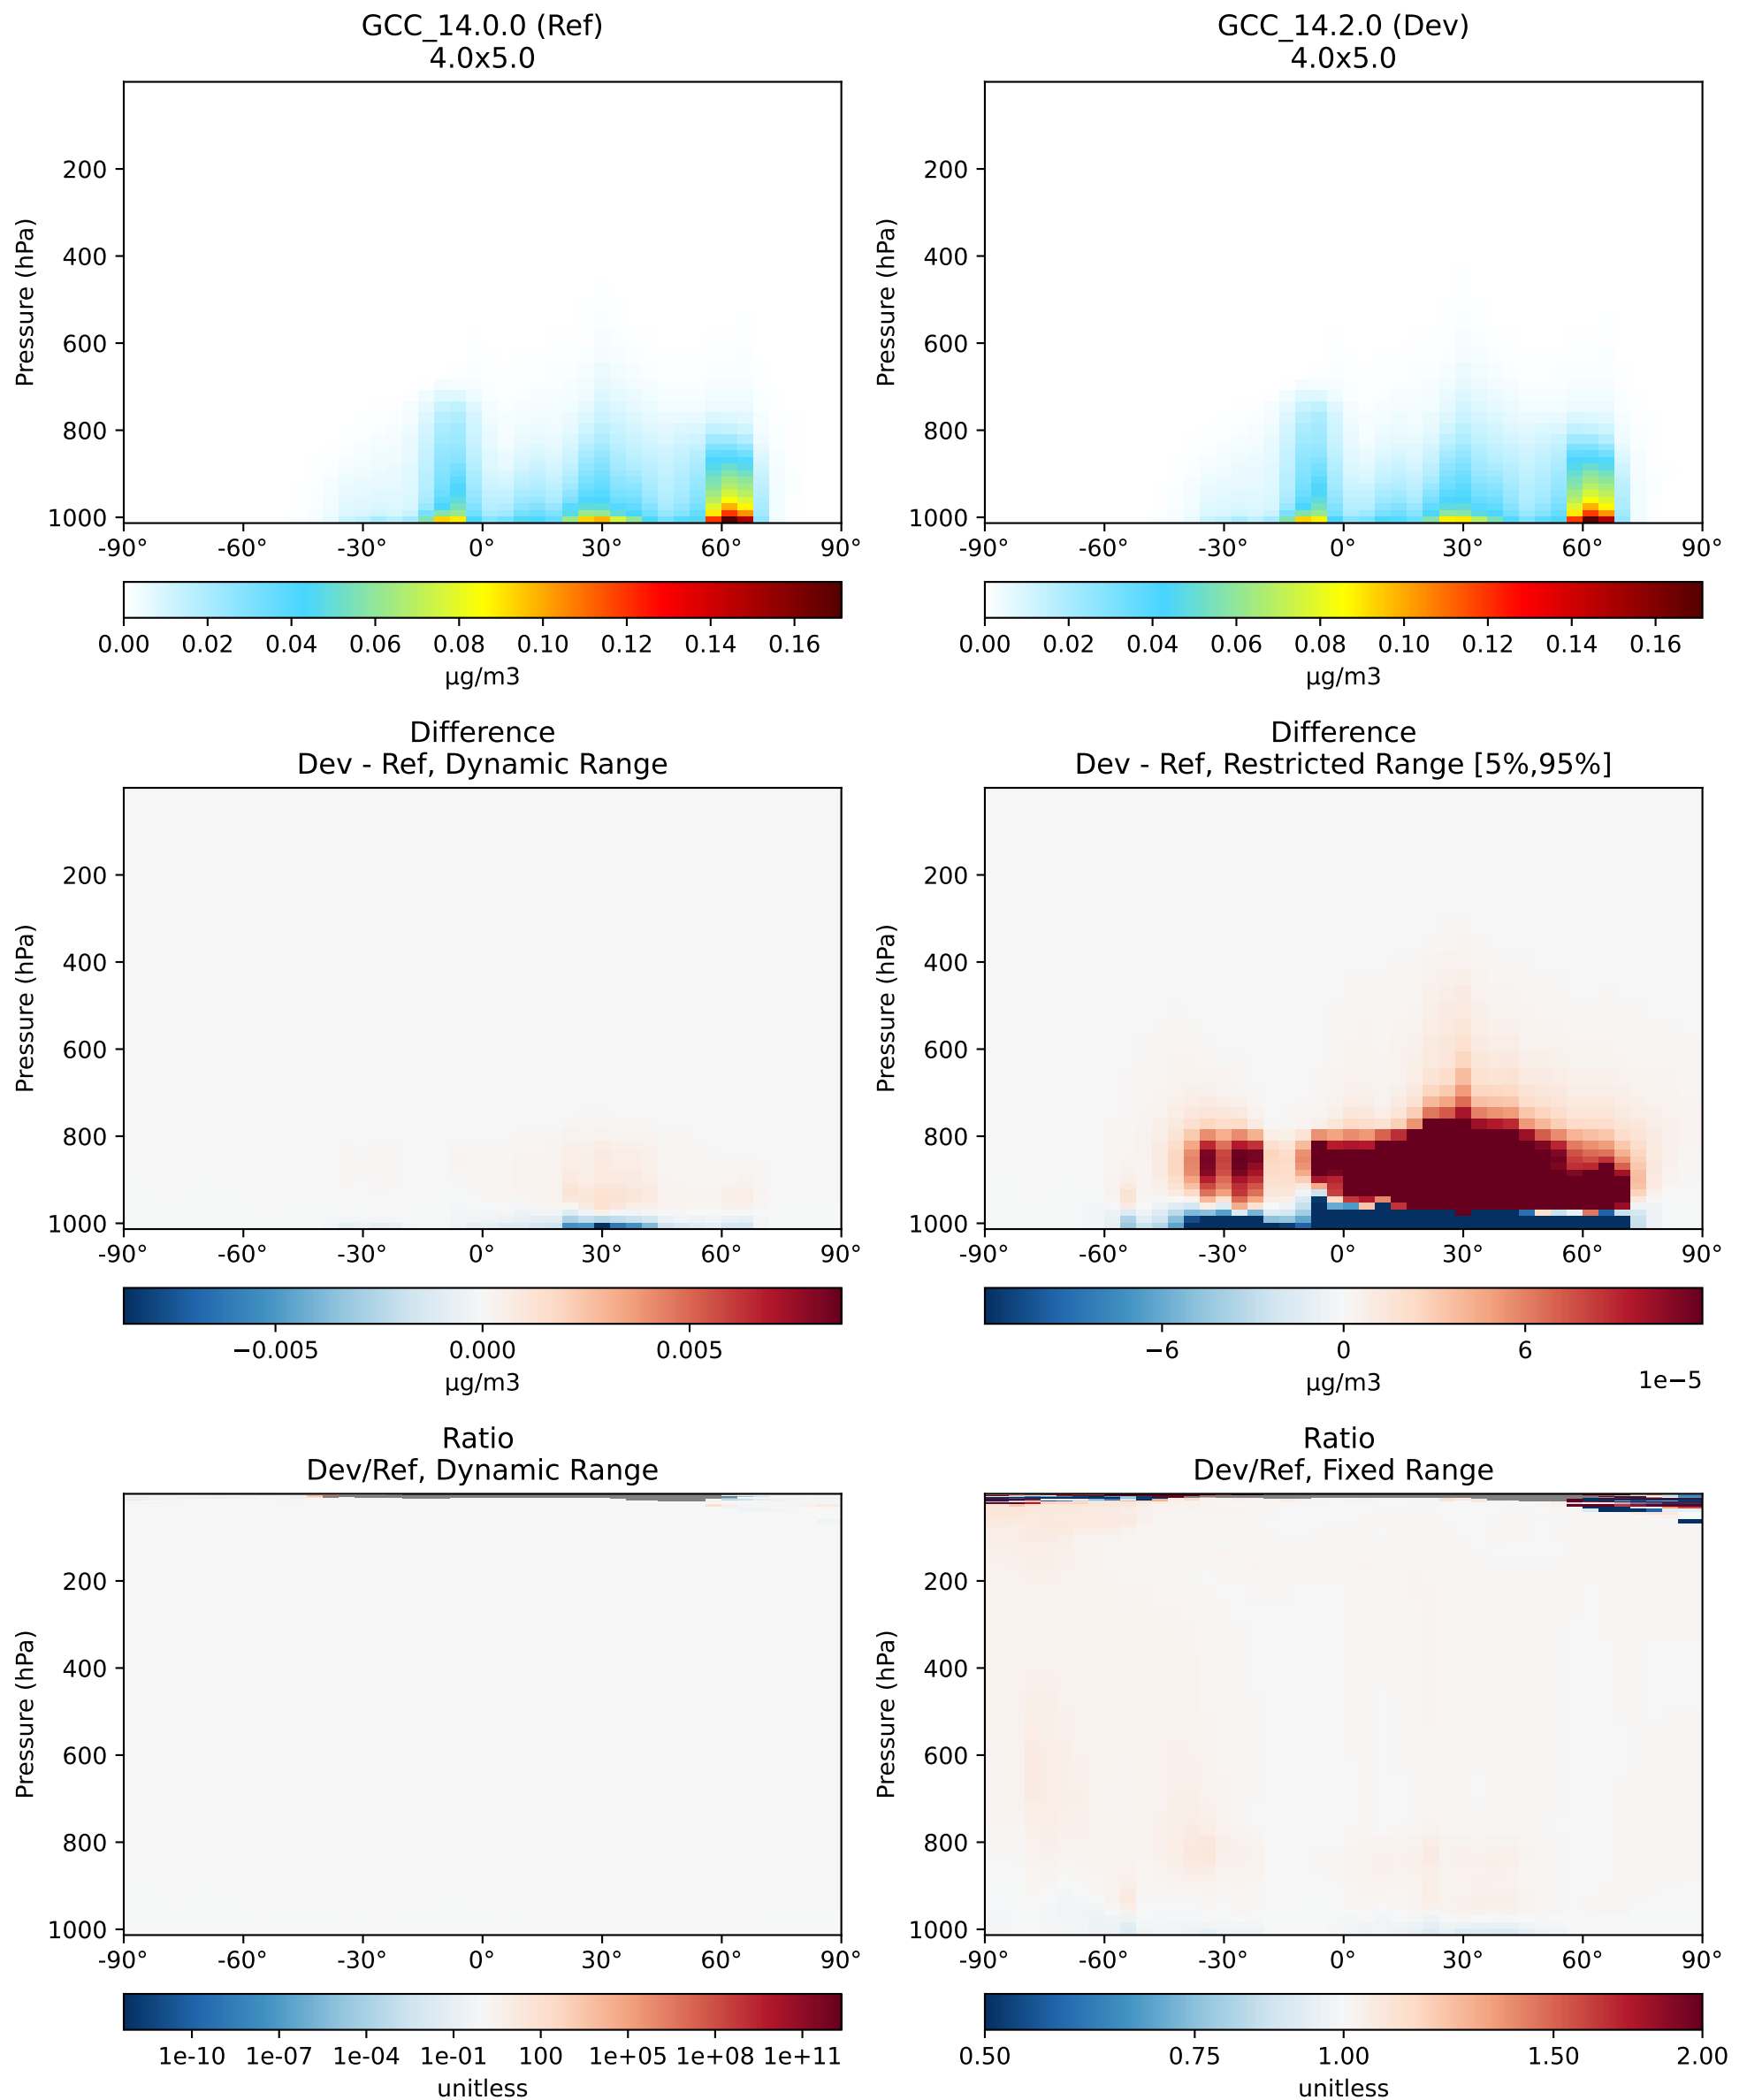 GCC_14.0.0 (Ref)
4.0x5.0
Pressure (hPa)
200
400
600
800
1000
-90° -60° -30° 0° 30° 60° 90°
0.00 0.02 0.04 0.06 0.08 0.10 0.12 0.14 0.16
μg/m3
GCC_14.2.0 (Dev)
4.0x5.0
Pressure (hPa)
200
400
600
800
1000
-90° -60° -30° 0° 30° 60° 90°
0.00 0.02 0.04 0.06 0.08 0.10 0.12 0.14 0.16
μg/m3
Difference
Dev - Ref, Dynamic Range
Pressure (hPa)
200
400
600
800
1000
-90° -60° -30° 0° 30° 60° 90°
−0.005 0.000 0.005
μg/m3
Difference
Dev - Ref, Restricted Range [5%,95%]
Pressure (hPa)
200
400
600
800
1000
-90° -60° -30° 0° 30° 60° 90°
−6 0 6
1e−5
μg/m3
Ratio
Dev/Ref, Dynamic Range
Pressure (hPa)
200
400
600
800
1000
-90° -60° -30° 0° 30° 60° 90°
1e-10 1e-07 1e-04 1e-01 100 1e+05 1e+08 1e+11
unitless
Ratio
Dev/Ref, Fixed Range
Pressure (hPa)
200
400
600
800
1000
-90° -60° -30° 0° 30° 60° 90°
0.50 0.75 1.00 1.50 2.00
unitless